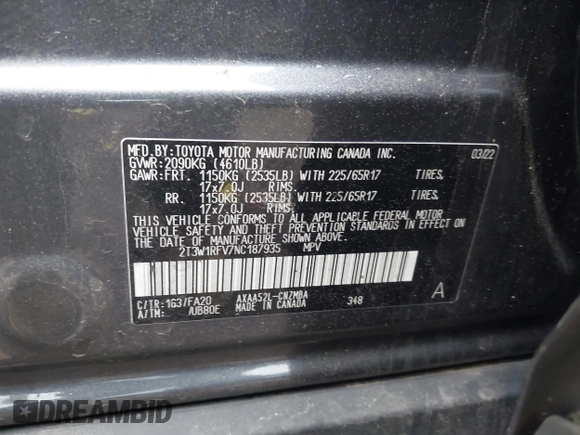 MFD.BY:TOYOTA MOTOR MANUFACTURING CANADA INC. 03/22
GVWR:2090KG (4610LB)
GAWR:FRT. 1150KG (2535LB) WITH 225/65R17 TIRES,
17x7.0J RIMS.
RR. 1150KG (2535LB) WITH 225/65R17 TIRES,
17x7.0J RIMS.
THIS VEHICLE CONFORMS TO ALL APPLICABLE FEDERAL MOTOR
VEHICLE SAFETY AND THEFT PREVENTION STANDARDS IN EFFECT ON
THE DATE OF MANUFACTURE SHOWN ABOVE.
2T3W1RFV7NC187935 MPV
C/TR:1G37/FA20 AXAA52L-CNZMBA 348 A
A/TM: /UB80E MADE IN CANADA
DREAMBID